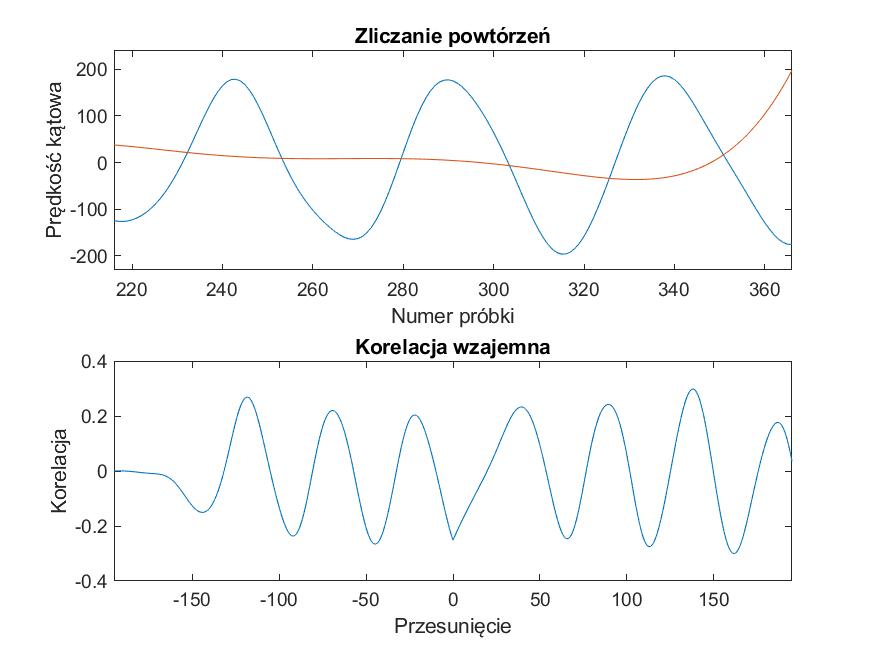 Zliczanie powtórzeń
200
100
0
-100
-200
Prędkość kątowa
220 240 260 280 300 320 340 360
Numer próbki
Korelacja wzajemna
0.4
0.2
0
-0.2
-0.4
Korelacja
-150 -100 -50 0 50 100 150
Przesunięcie